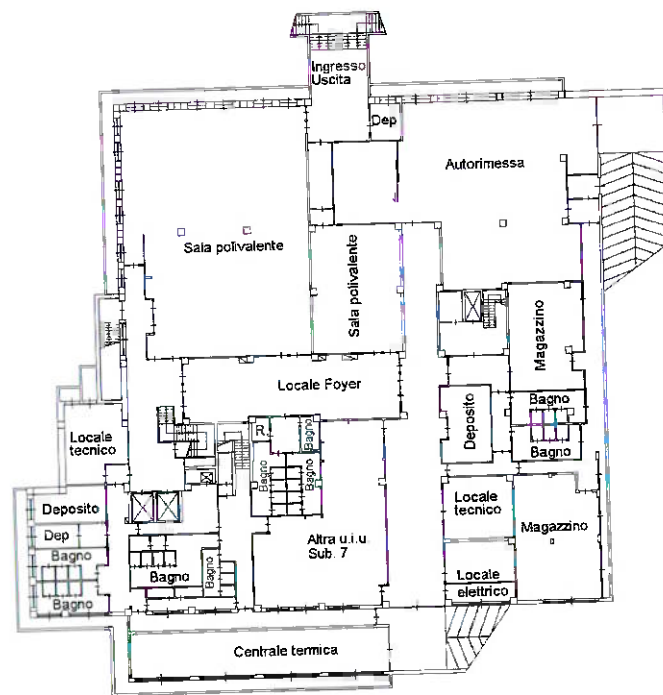 Ingresso
Uscita
Dep
Autorimessa
Sala polivalente
Sala polivalente
Magazzino
Locale Foyer
Bagno
Deposito
Bagno
R
Bagno
Locale
tecnico
Bagno
Bagno
Deposito
Locale
tecnico
Magazzino
Dep
Altra u.i.u.
Sub. 7
Bagno
Bagno
Bagno
Locale
elettrico
Bagno
Centrale termica